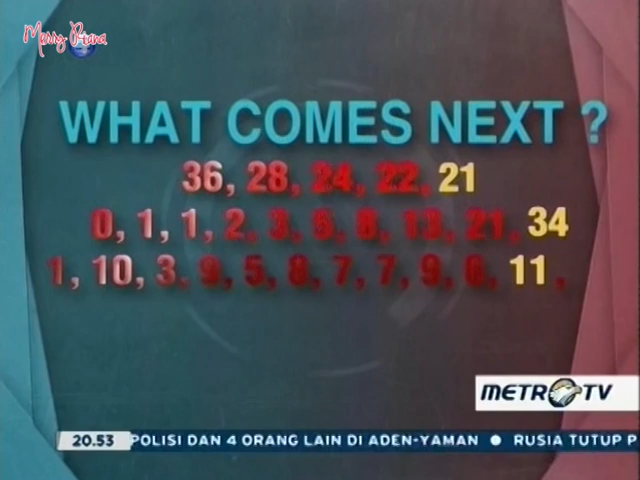 Merry Riana
WHAT COMES NEXT ?
36, 28, 24, 22, 21
0, 1, 1, 2, 3, 5, 8, 13, 21, 34
1, 10, 3, 9, 5, 8, 7, 7, 9, 6, 11,
METRO TV
20.53 POLISI DAN 4 ORANG LAIN DI ADEN-YAMAN ● RUSIA TUTUP P